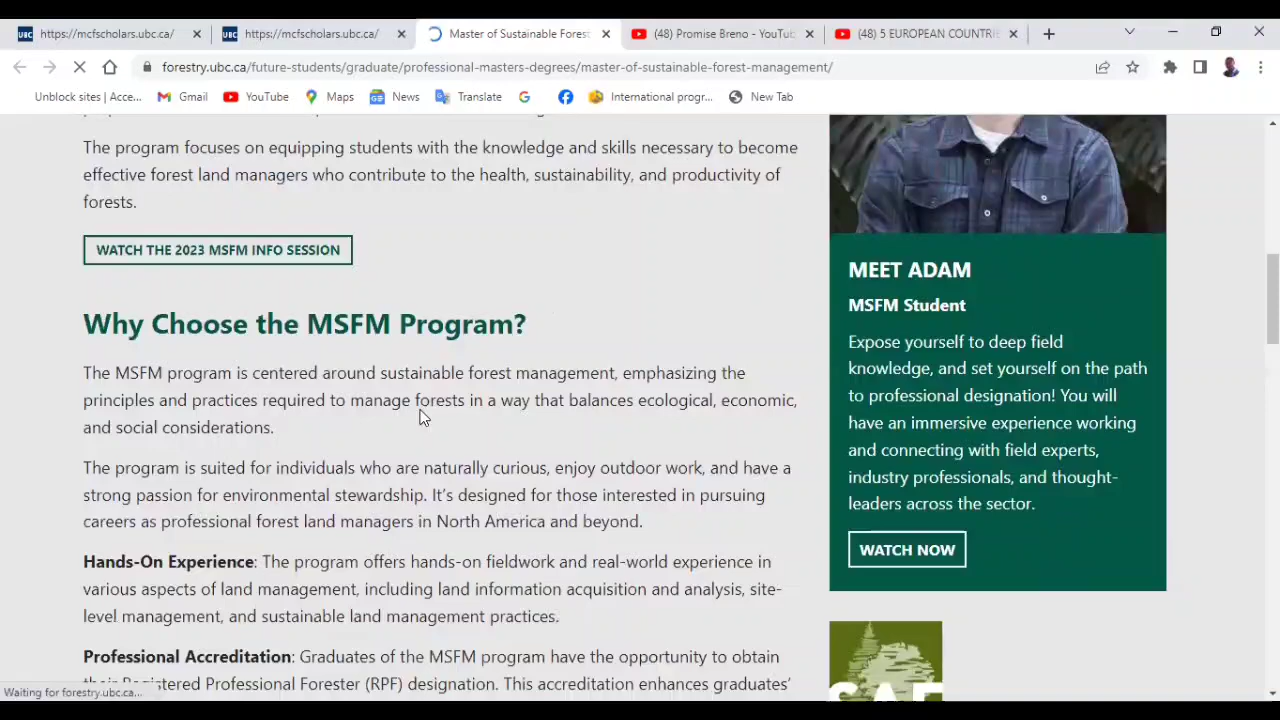 https://mcfscholars.ubc.ca/
https://mcfscholars.ubc.ca/
Master of Sustainable Forest
(48) Promise Breno - YouTub
(48) 5 EUROPEAN COUNTRIE
forestry.ubc.ca/future-students/graduate/professional-masters-degrees/master-of-sustainable-forest-management/
Unblock sites | Acce...
Gmail
YouTube
Maps
News
Translate
International progr...
New Tab
The program focuses on equipping students with the knowledge and skills necessary to become
effective forest land managers who contribute to the health, sustainability, and productivity of
forests.
WATCH THE 2023 MSFM INFO SESSION
Why Choose the MSFM Program?
The MSFM program is centered around sustainable forest management, emphasizing the
principles and practices required to manage forests in a way that balances ecological, economic,
and social considerations.
The program is suited for individuals who are naturally curious, enjoy outdoor work, and have a
strong passion for environmental stewardship. It's designed for those interested in pursuing
careers as professional forest land managers in North America and beyond.
Hands-On Experience: The program offers hands-on fieldwork and real-world experience in
various aspects of land management, including land information acquisition and analysis, site-
level management, and sustainable land management practices.
Professional Accreditation: Graduates of the MSFM program have the opportunity to obtain
their Registered Professional Forester (RPF) designation. This accreditation enhances graduates'
MEET ADAM
MSFM Student
Expose yourself to deep field
knowledge, and set yourself on the path
to professional designation! You will
have an immersive experience working
and connecting with field experts,
industry professionals, and thought-
leaders across the sector.
WATCH NOW
SAF
Waiting for forestry.ubc.ca...